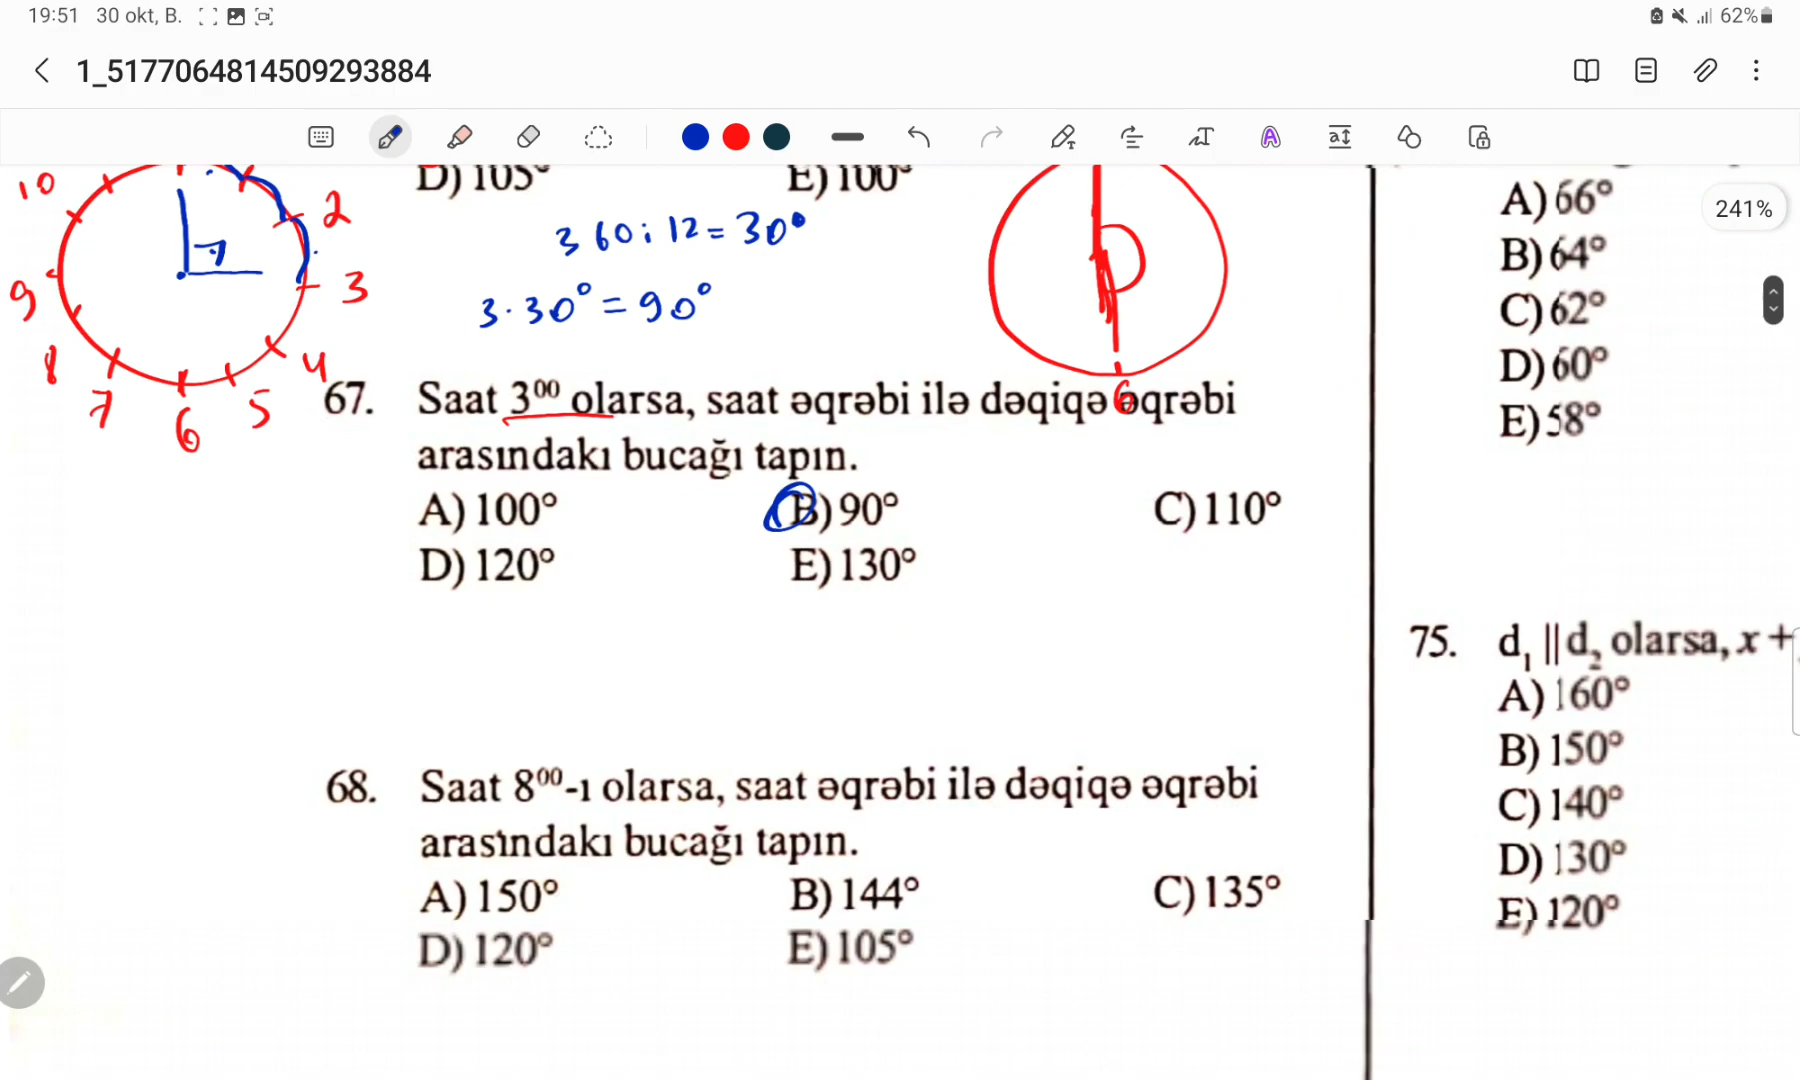 19:51 30 okt, B. 62%
1_5177064814509293884
241%
10
2
3
4
5
6
7
8
9
D) 105° E) 100°
360:12=30°
3·30°=90°
6
67. Saat 3⁰⁰ olarsa, saat əqrəbi ilə dəqiqə əqrəbi
arasındakı bucağı tapın.
A) 100° B) 90° C) 110°
D) 120° E) 130°
68. Saat 8⁰⁰-ı olarsa, saat əqrəbi ilə dəqiqə əqrəbi
arasındakı bucağı tapın.
A) 150° B) 144° C) 135°
D) 120° E) 105°
A) 66°
B) 64°
C) 62°
D) 60°
E) 58°
75. d₁ || d₂ olarsa, x +
A) 160°
B) 150°
C) 140°
D) 130°
E) 120°